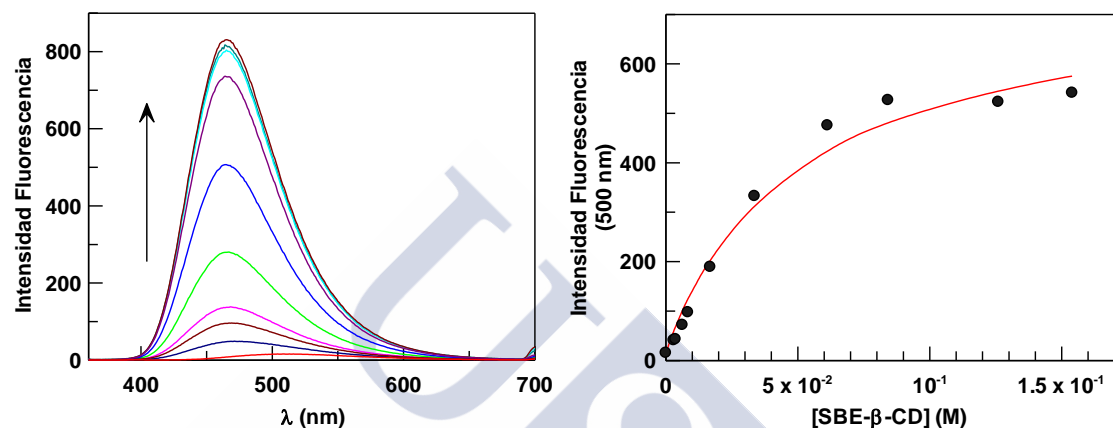 Intensidad Fluorescencia
800
600
400
200
0
400
500
600
700
λ (nm)
Intensidad Fluorescencia
(500 nm)
600
400
200
0
0
5 x 10⁻²
10⁻¹
1.5 x 10⁻¹
[SBE-β-CD] (M)